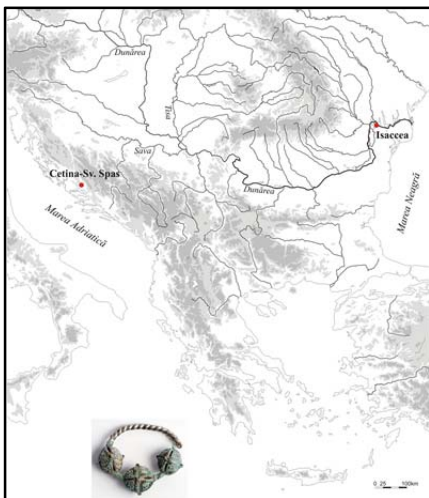 Dunărea
Tisa
Isaccea
Sava
Cetina-Sv. Spas
Dunărea
Marea Neagră
Marea Adriatică
0 25 100km